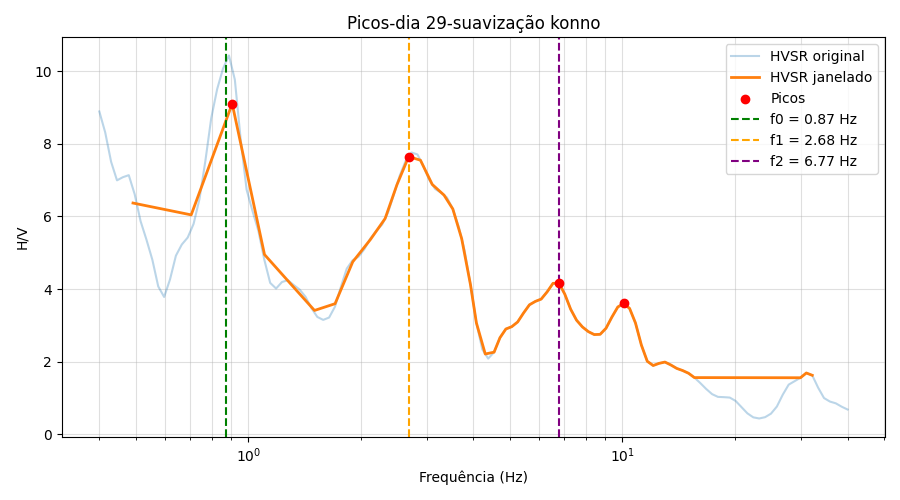 Picos-dia 29-suavização konno
HVSR original
HVSR janelado
Picos
f0 = 0.87 Hz
f1 = 2.68 Hz
f2 = 6.77 Hz
H/V
10
8
6
4
2
0
10⁰
10¹
Frequência (Hz)